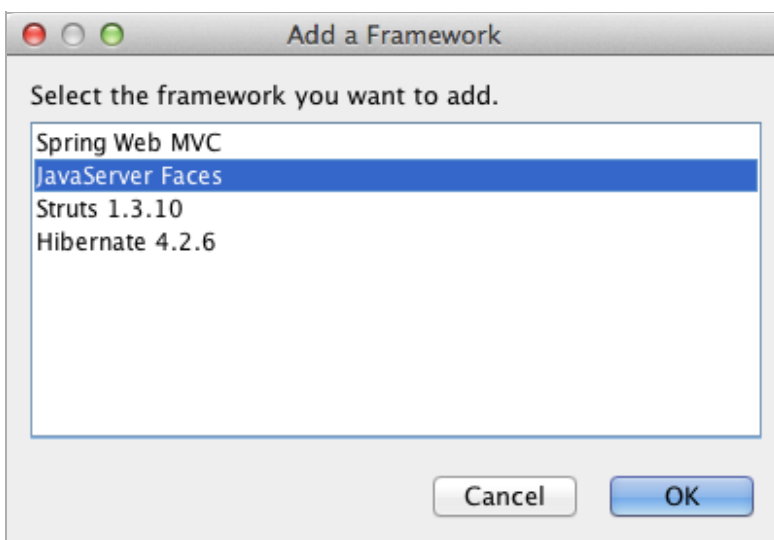 Add a Framework
Select the framework you want to add.
Spring Web MVC
JavaServer Faces
Struts 1.3.10
Hibernate 4.2.6
Cancel OK